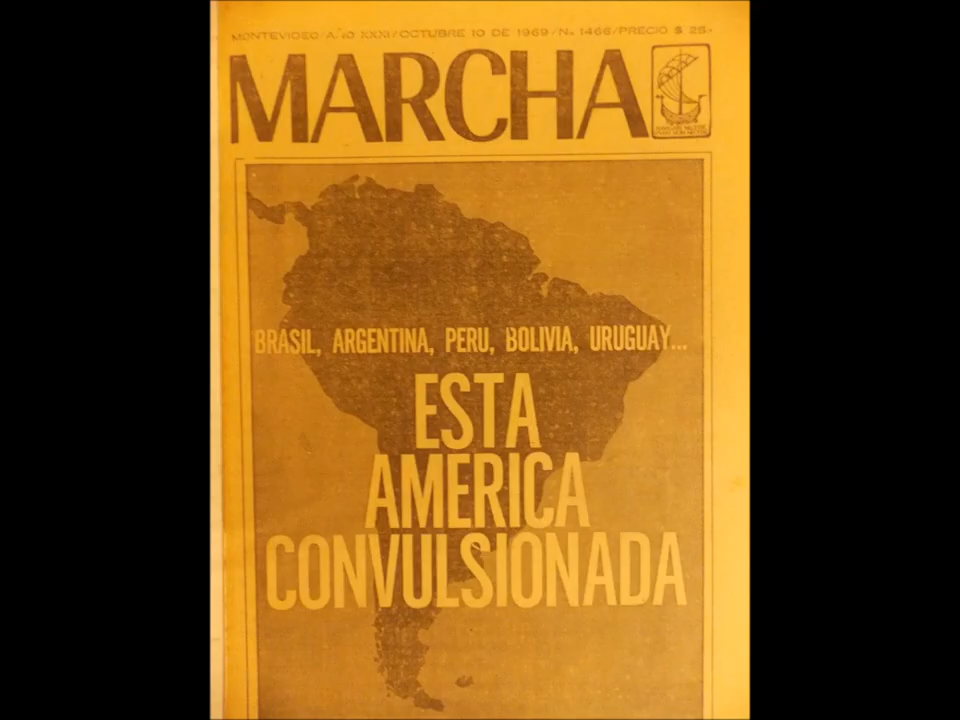 MONTEVIDEO/AÑO XXXI/OCTUBRE 10 DE 1969/No 1466/PRECIO $ 25.-
MARCHA
BRASIL, ARGENTINA, PERU, BOLIVIA, URUGUAY...
ESTA
AMERICA
CONVULSIONADA